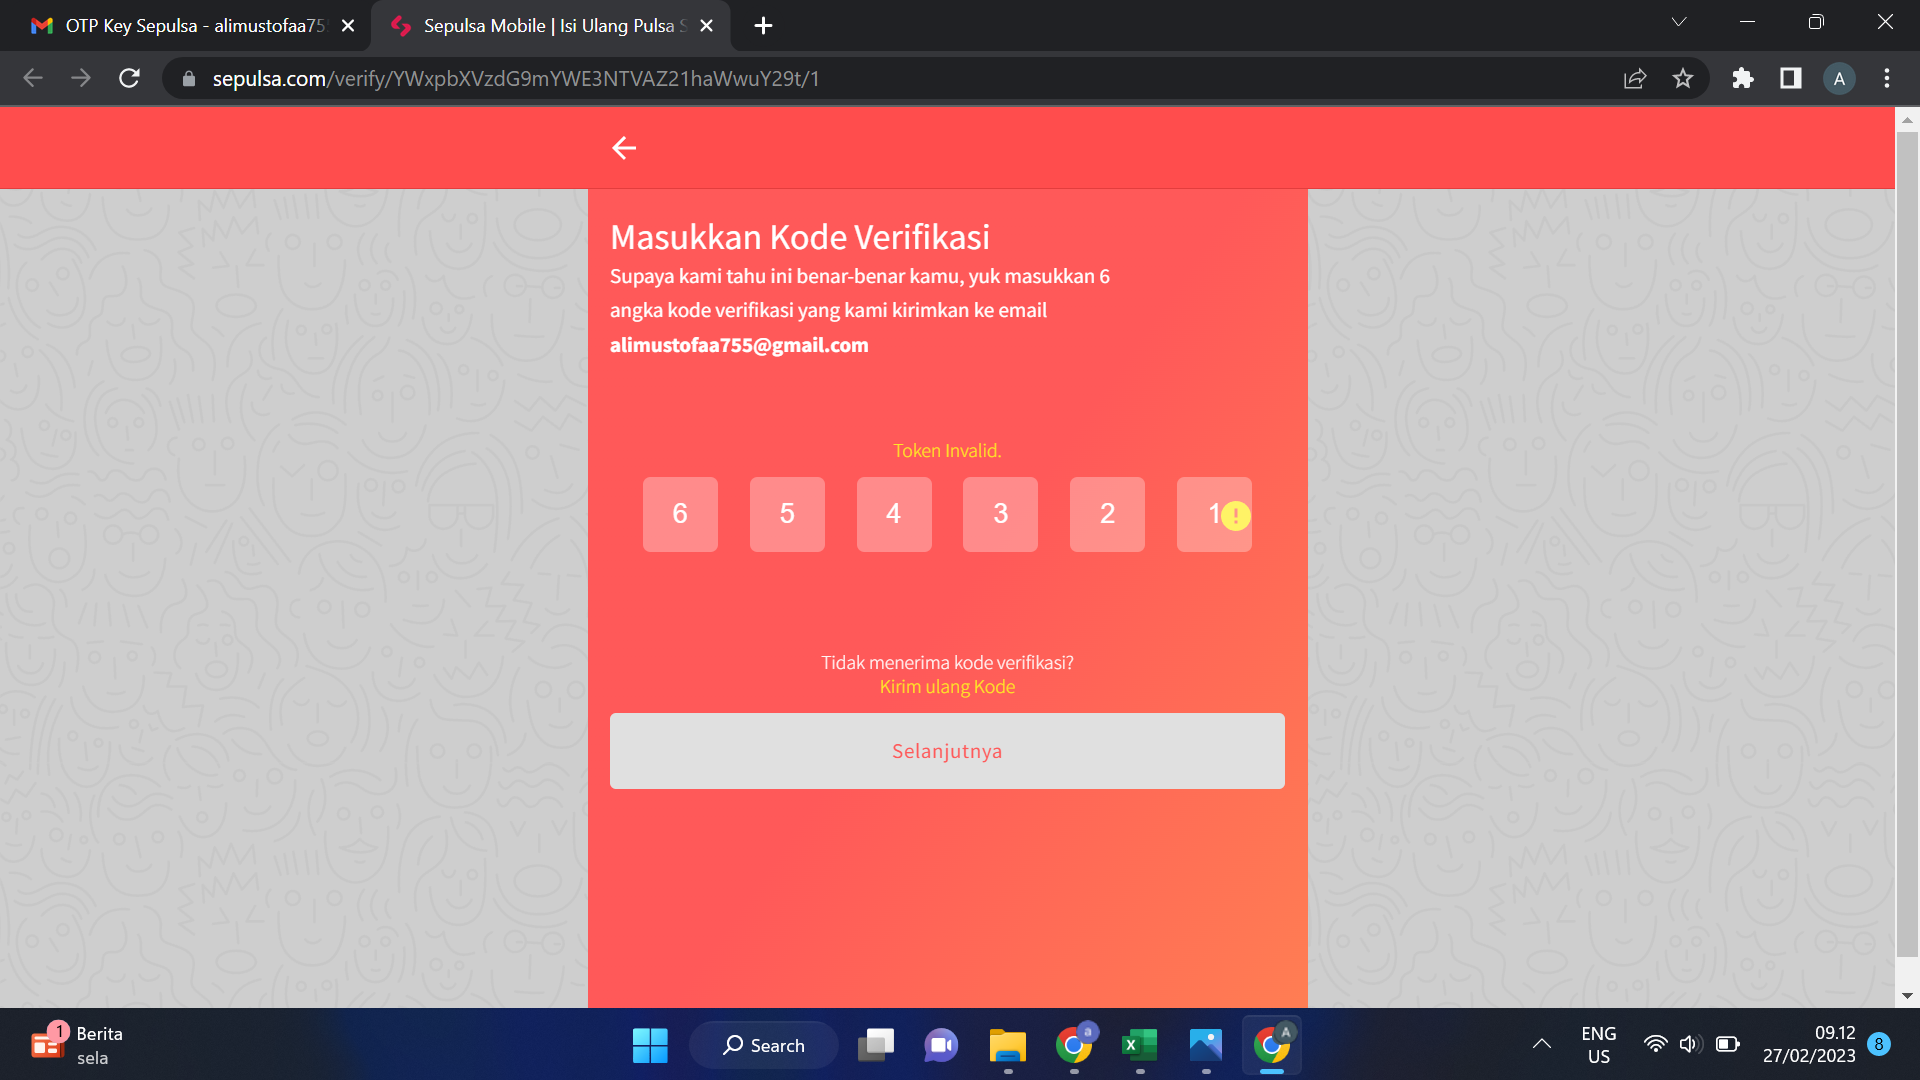 OTP Key Sepulsa - alimustofaa75
Sepulsa Mobile | Isi Ulang Pulsa S
sepulsa.com/verify/YWxpbXVzdG9mYWE3NTVAZ21haWwuY29t/1
A
Masukkan Kode Verifikasi
Supaya kami tahu ini benar-benar kamu, yuk masukkan 6
angka kode verifikasi yang kami kirimkan ke email
alimustofaa755@gmail.com
Token Invalid.
6 5 4 3 2 1
Tidak menerima kode verifikasi?
Kirim ulang Kode
Selanjutnya
1
Berita
sela
Search
a
A
ENG
US
09.12
27/02/2023
8